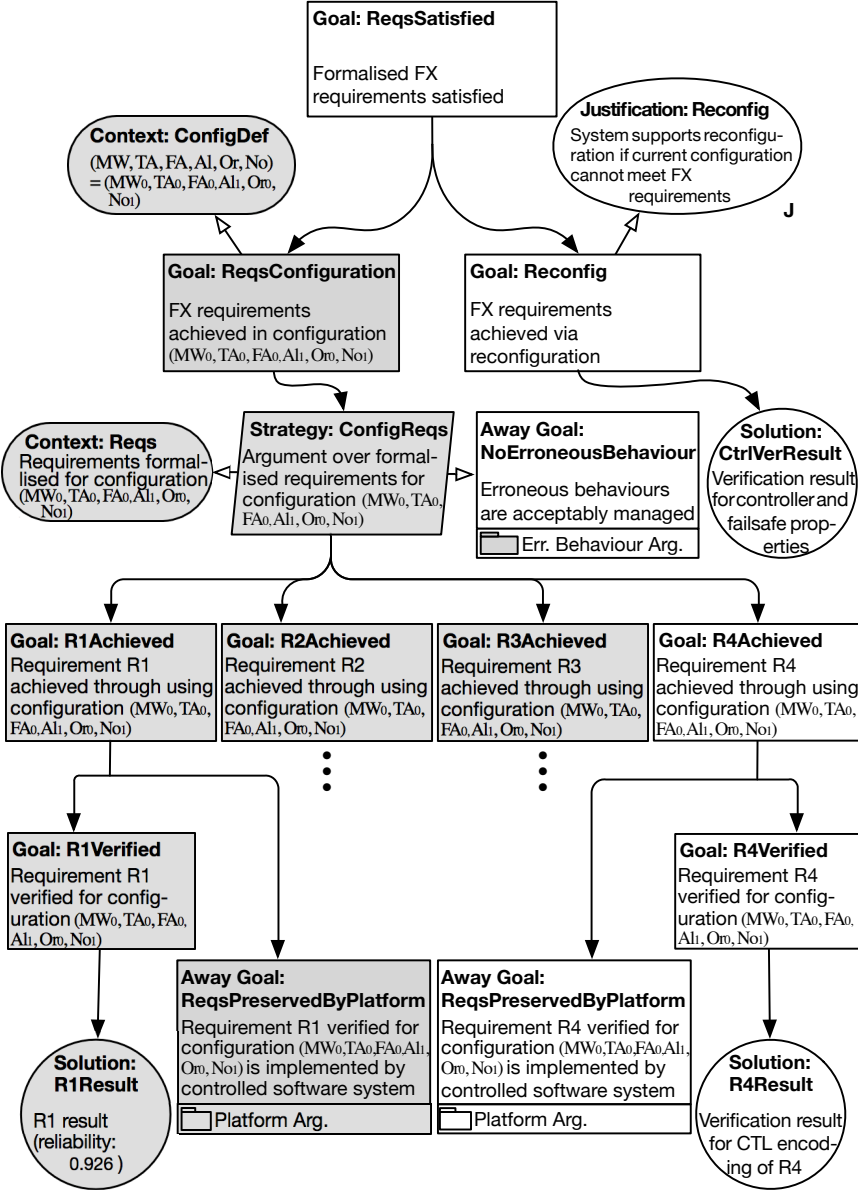 Goal: ReqsSatisfied
Formalised FX
requirements satisfied
Context: ConfigDef
(MW, TA, FA, Al, Or, No)
= (MW0, TA0, FA0, Al1, Or0,
No1)
Justification: Reconfig
System supports reconfigu-
ration if current configuration
cannot meet FX
requirements
J
Goal: ReqsConfiguration
FX requirements
achieved in configuration
(MW0, TA0, FA0, Al1, Or0, No1)
Goal: Reconfig
FX requirements
achieved via
reconfiguration
Context: Reqs
Requirements formal-
ised for configuration
(MW0, TA0, FA0, Al1, Or0,
No1)
Strategy: ConfigReqs
Argument over formal-
ised requirements for
configuration (MW0, TA0,
FA0, Al1, Or0, No1)
Away Goal:
NoErroneousBehaviour
Erroneous behaviours
are acceptably managed
Err. Behaviour Arg.
Solution:
CtrlVerResult
Verification result
for controller and
failsafe prop-
erties
Goal: R1Achieved
Requirement R1
achieved through using
configuration (MW0, TA0,
FA0, Al1, Or0, No1)
Goal: R2Achieved
Requirement R2
achieved through using
configuration (MW0, TA0,
FA0, Al1, Or0, No1)
Goal: R3Achieved
Requirement R3
achieved through using
configuration (MW0, TA0,
FA0, Al1, Or0, No1)
Goal: R4Achieved
Requirement R4
achieved through using
configuration (MW0, TA0,
FA0, Al1, Or0, No1)
Goal: R1Verified
Requirement R1
verified for config-
uration (MW0, TA0, FA0,
Al1, Or0, No1)
Goal: R4Verified
Requirement R4
verified for config-
uration (MW0, TA0, FA0,
Al1, Or0, No1)
Away Goal:
ReqsPreservedByPlatform
Requirement R1 verified for
configuration (MW0,TA0,FA0,Al1,
Or0, No1) is implemented by
controlled software system
Platform Arg.
Away Goal:
ReqsPreservedByPlatform
Requirement R4 verified for
configuration (MW0,TA0,FA0,Al1,
Or0, No1) is implemented by
controlled software system
Platform Arg.
Solution:
R1Result
R1 result
(reliability:
0.926 )
Solution:
R4Result
Verification result
for CTL encod-
ing of R4